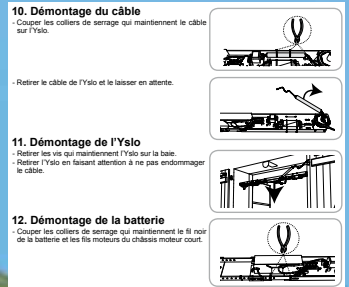 10. Démontage du câble
- Couper les colliers de serrage qui maintiennent le câble
sur l'Yslo.
- Retirer le câble de l'Yslo et le laisser en attente.
11. Démontage de l'Yslo
- Retirer les vis qui maintiennent l'Yslo sur la baie.
- Retirer l'Yslo en faisant attention à ne pas endommager
le câble.
12. Démontage de la batterie
- Couper les colliers de serrage qui maintiennent le fil noir
de la batterie et les fils moteurs du châssis moteur court.